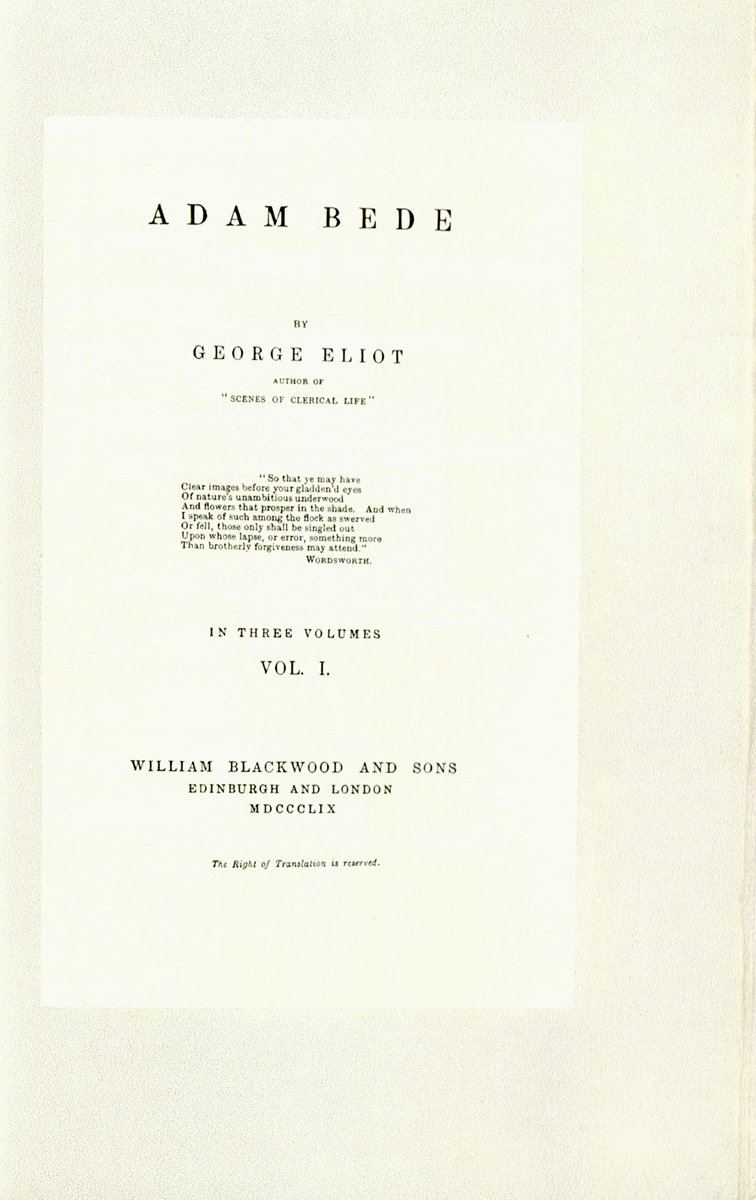 ADAM BEDE
BY
GEORGE ELIOT
AUTHOR OF
"SCENES OF CLERICAL LIFE"
"So that ye may have
Clear images before your gladden'd eyes
Of nature's unambitious underwood
And flowers that prosper in the shade. And when
I speak of such among the flock as swerved
Or fell, those only shall be singled out
Upon whose lapse, or error, something more
Than brotherly forgiveness may attend."
WORDSWORTH.
IN THREE VOLUMES
VOL. I.
WILLIAM BLACKWOOD AND SONS
EDINBURGH AND LONDON
MDCCCLIX
The Right of Translation is reserved.